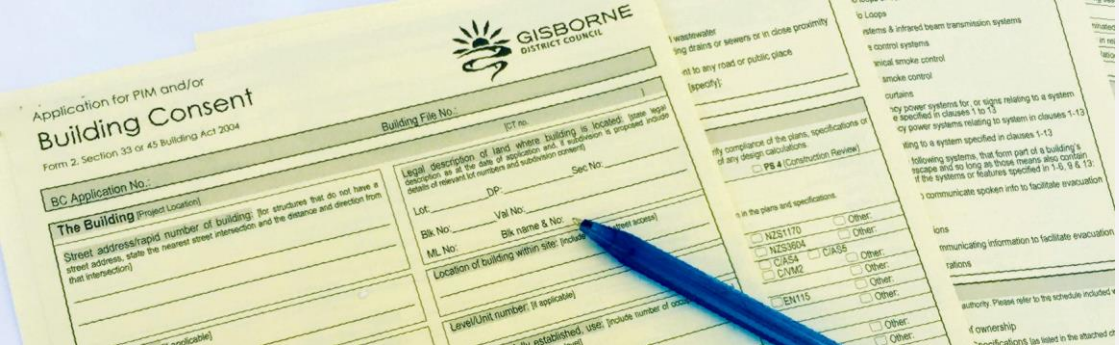 GISBORNE
DISTRICT COUNCIL
Application for PIM and/or
Building Consent
Form 2, Section 33 or 45 Building Act 2004
Building File No.:
BC Application No.:
The Building [Project Location]
Street address/rapid number of building: [for structures that do not have a
street address, state the nearest street intersection and the distance and direction from
that intersection]
applicable]
[CT no. )
Legal description of land where building is located: [state legal
description as at the date of application and, if subdivision is proposed include
details of relevant lot numbers and subdivision consent]
Lot: DP: Sec No:
Blk No: Val No:
ML No: Blk name & No:
Location of building within site: [include street access]
Level/Unit number: [if applicable]
established, use: [include number of
wastewater
drains or sewers or in close proximity
to any road or public place
[specify]:
compliance of the plans, specifications or
of any design calculations.
PS 4 (Construction Review)
in the plans and specifications.
NZS1170 Other:
NZS3604 C/AS5 Other:
C/AS4 Other:
C/VM2 Other:
EN115 Other:
Other:
Other:
Loops
systems & infrared beam transmission systems
control systems
smoke control
smoke control
power systems for, or signs relating to a system
specified in clauses 1 to 13
power systems relating to system in clauses 1-13
to a system specified in clauses 1-13
following systems, that form part of a building's
escape and so long as those means also contain
the systems or features specified in 1-6, 9 & 13:
communicate spoken info to facilitate evacuation
communicating information to facilitate evacuation
authority. Please refer to the schedule included
of ownership
[as listed in the attached